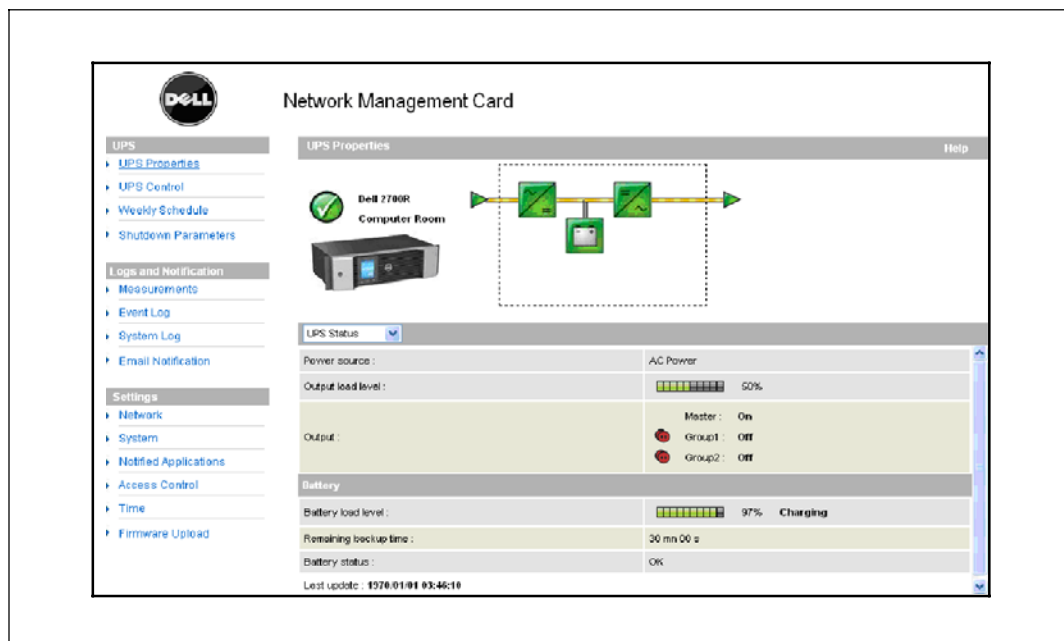 DELL
Network Management Card
UPS
UPS Properties
UPS Control
Weekly Schedule
Shutdown Parameters
Logs and Notification
Measurements
Event Log
System Log
Email Notification
Settings
Network
System
Notified Applications
Access Control
Time
Firmware Upload
UPS Properties Help
Dell 2700R
Computer Room
UPS Status
Power source : AC Power
Output load level : 50%
Output :
Master : On
Group1 : Off
Group2 : Off
Battery
Battery load level : 97% Charging
Remaining backup time : 30 mn 00 s
Battery status : OK
Last update : 1970/01/01 03:46:10